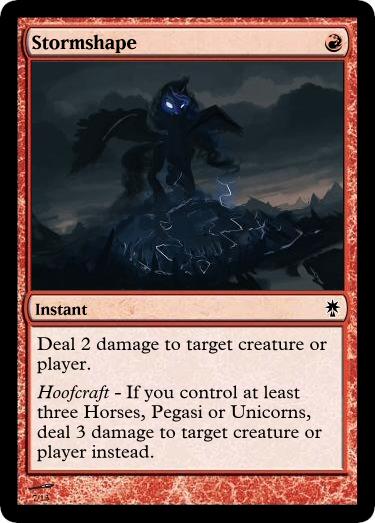 Stormshape
Instant
Deal 2 damage to target creature or
player.
Hoofcraft - If you control at least
three Horses, Pegasi or Unicorns,
deal 3 damage to target creature or
player instead.